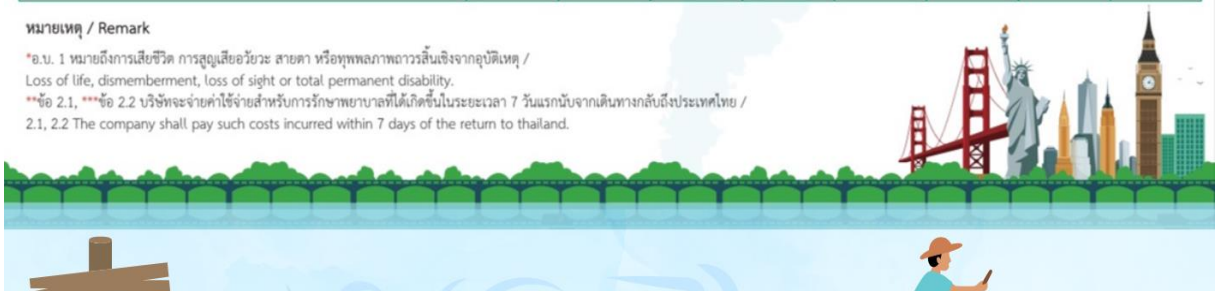 หมายเหตุ / Remark
*อ.บ. 1 หมายถึงการเสียชีวิต การสูญเสียอวัยวะ สายตา หรือทุพพลภาพถาวรสิ้นเชิงจากอุบัติเหตุ /
Loss of life, dismemberment, loss of sight or total permanent disability.
**ข้อ 2.1, ***ข้อ 2.2 บริษัทจะจ่ายค่าใช้จ่ายสำหรับการรักษาพยาบาลที่ได้เกิดขึ้นในระยะเวลา 7 วันแรกนับจากเดินทางกลับถึงประเทศไทย /
2.1, 2.2 The company shall pay such costs incurred within 7 days of the return to thailand.